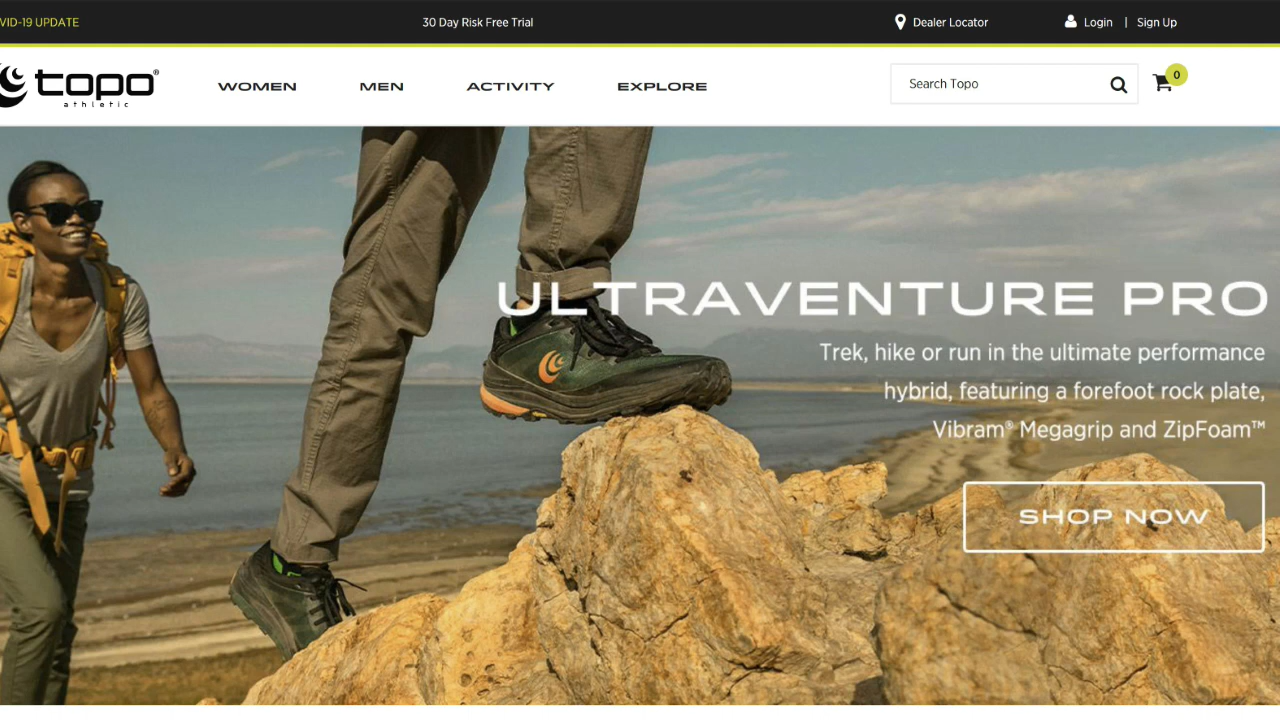 VID-19 UPDATE
30 Day Risk Free Trial
Dealer Locator
Login | Sign Up
topo®
athletic
WOMEN
MEN
ACTIVITY
EXPLORE
Search Topo
0
ULTRAVENTURE PRO
Trek, hike or run in the ultimate performance
hybrid, featuring a forefoot rock plate,
Vibram® Megagrip and ZipFoam™
SHOP NOW